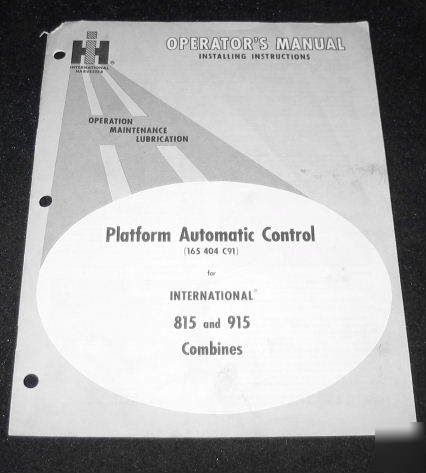 OPERATOR'S MANUAL
INSTALLING INSTRUCTIONS
IH ®
INTERNATIONAL
HARVESTER
OPERATION
MAINTENANCE
LUBRICATION
Platform Automatic Control
(165 404 C91)
for
INTERNATIONAL®
815 and 915
Combines